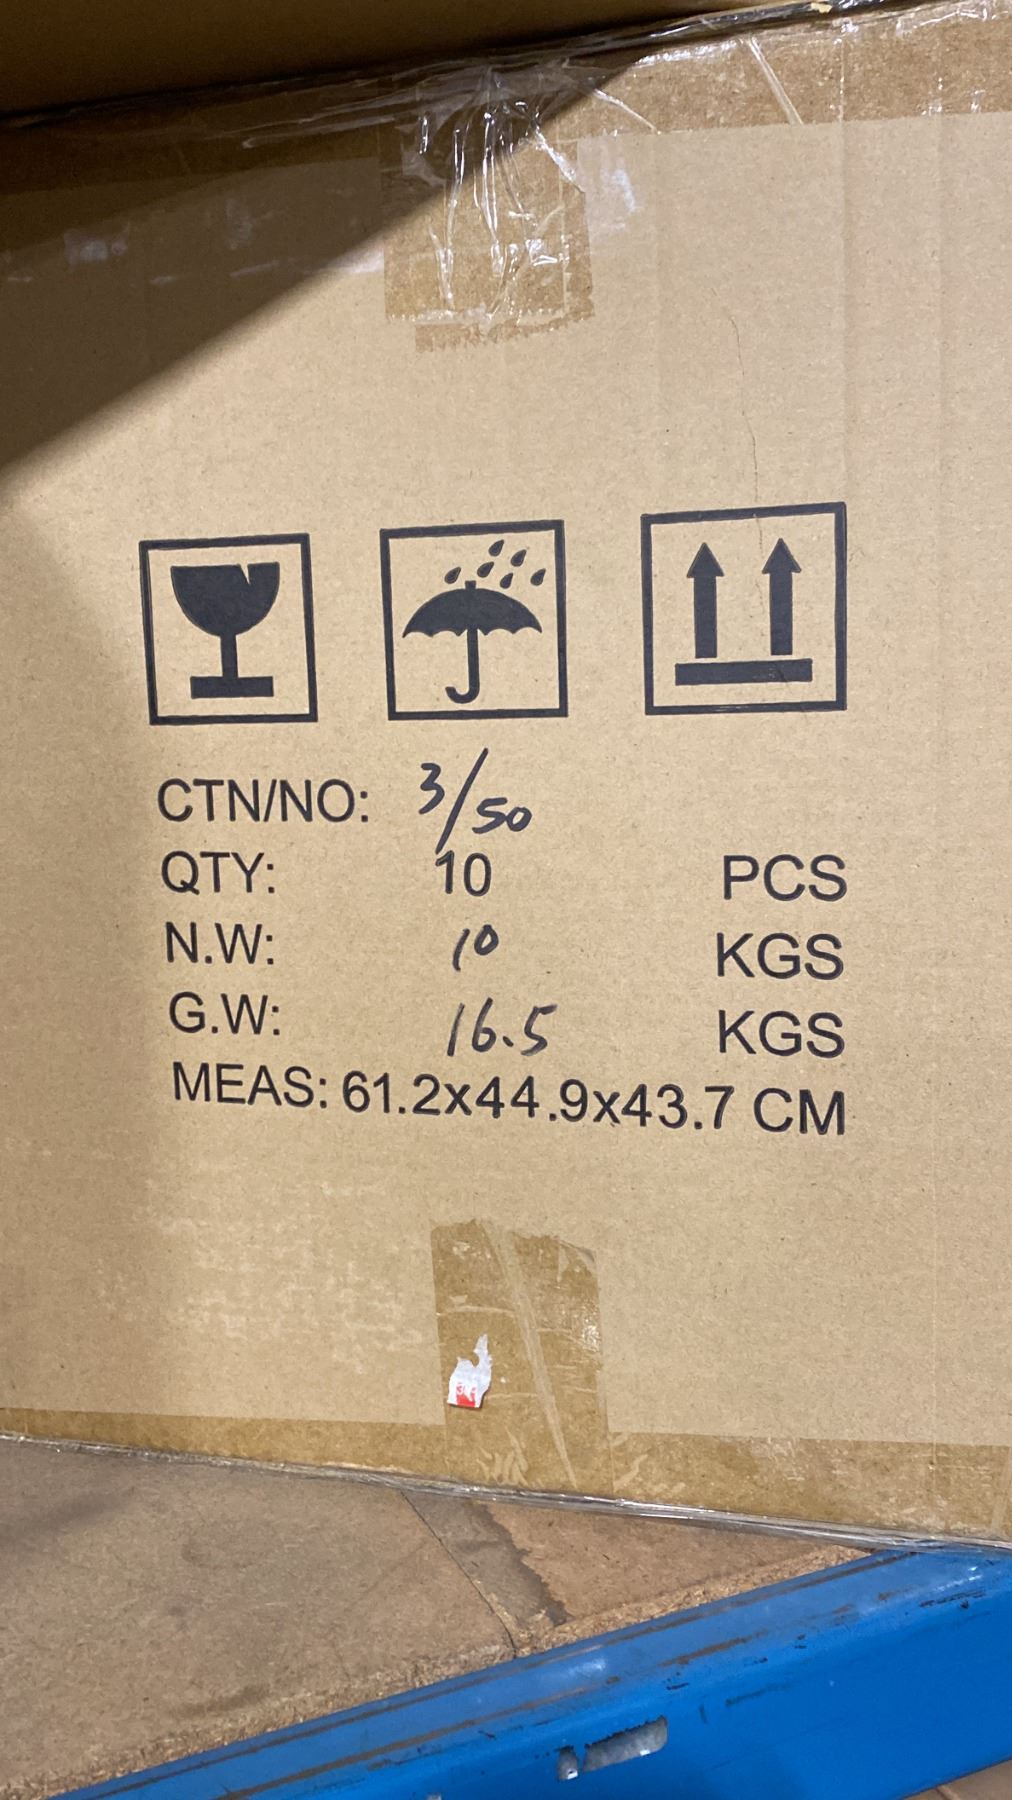 CTN/NO: 3/50
QTY: 10 PCS
N.W: 10 KGS
G.W: 16.5 KGS
MEAS: 61.2x44.9x43.7 CM